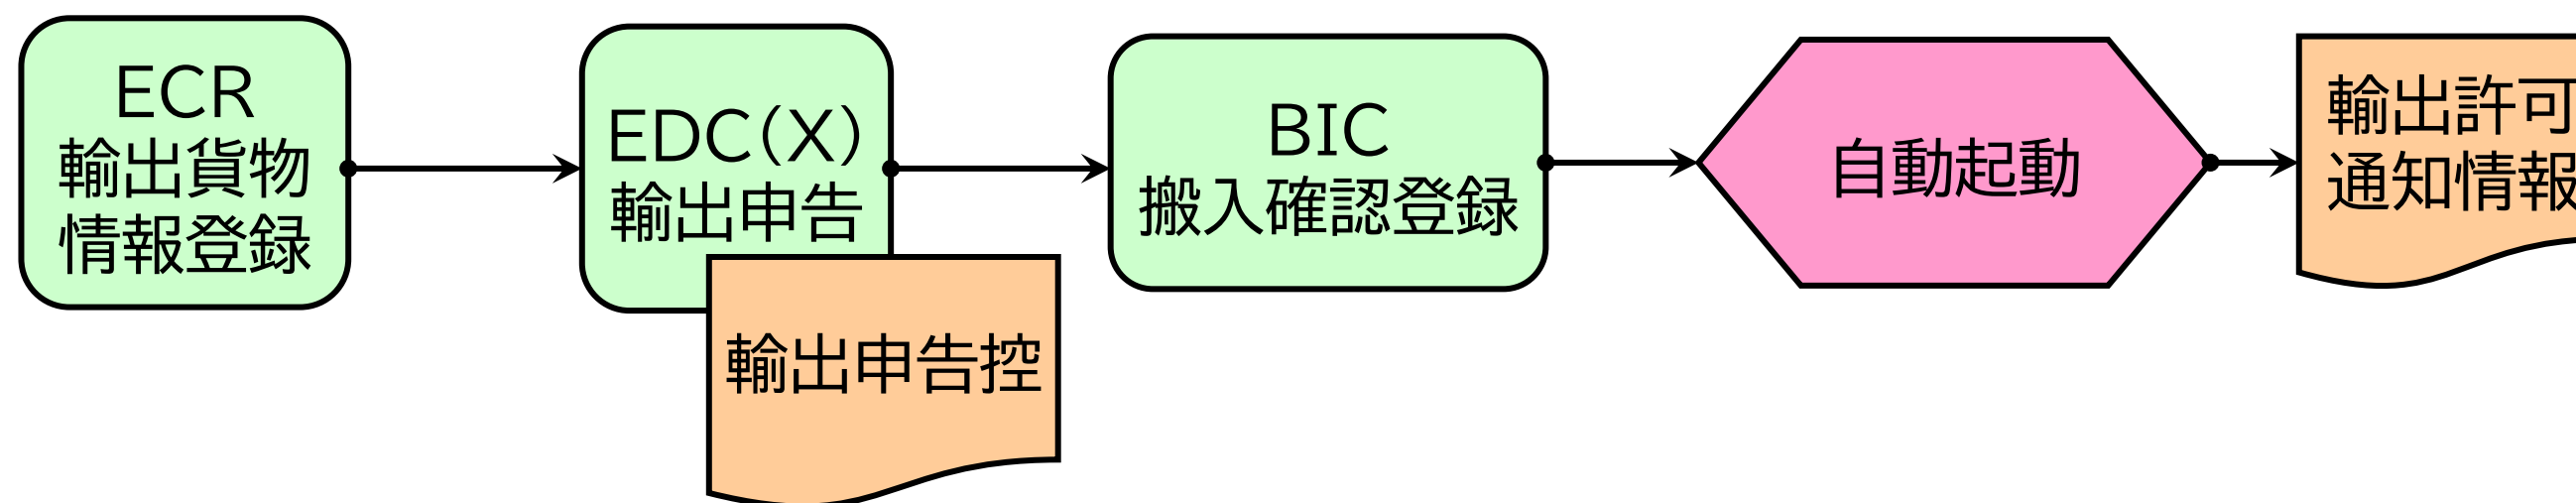 ECR
輸出貨物
情報登録
EDC(X)
輸出申告
輸出申告控
BIC
搬入確認登録
自動起動
輸出許可
通知情報